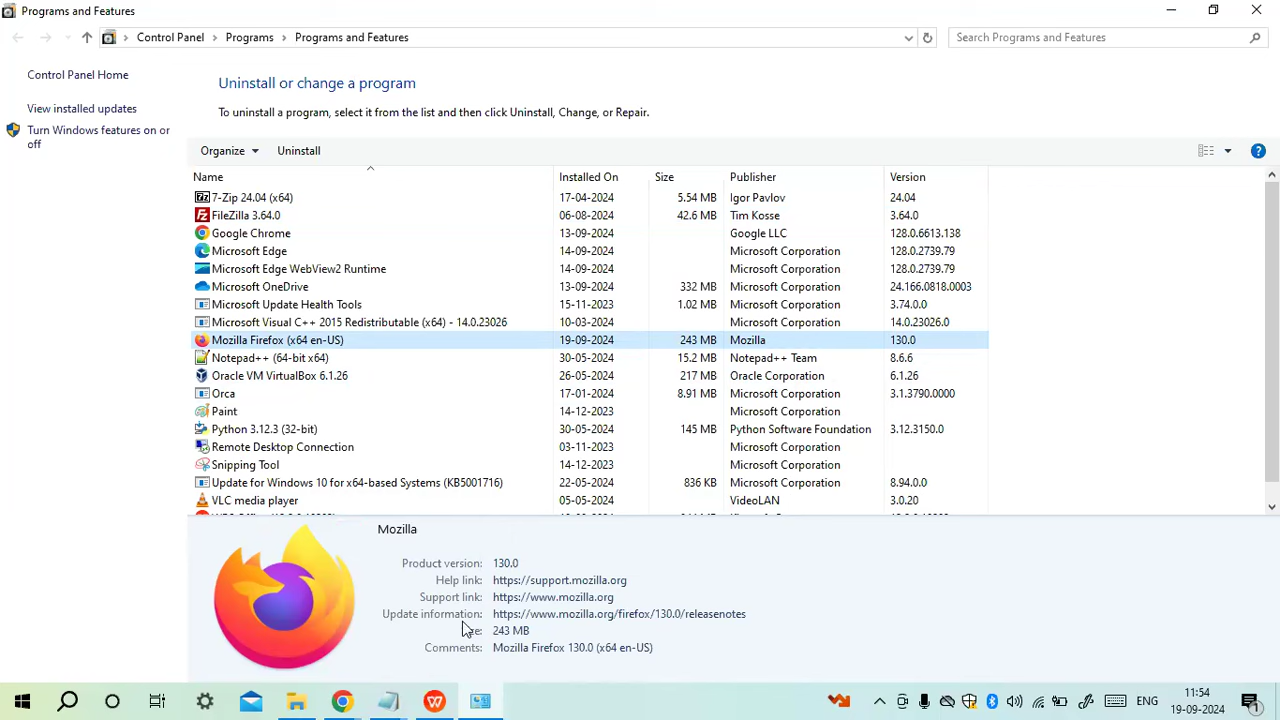 Programs and Features
Control Panel Programs Programs and Features
Search Programs and Features
Control Panel Home
View installed updates
Turn Windows features on or
off
Uninstall or change a program
To uninstall a program, select it from the list and then click Uninstall, Change, or Repair.
Organize Uninstall
Name Installed On Size Publisher Version
7-Zip 24.04 (x64) 17-04-2024 5.54 MB Igor Pavlov 24.04
FileZilla 3.64.0 06-08-2024 42.6 MB Tim Kosse 3.64.0
Google Chrome 13-09-2024 Google LLC 128.0.6613.138
Microsoft Edge 14-09-2024 Microsoft Corporation 128.0.2739.79
Microsoft Edge WebView2 Runtime 14-09-2024 Microsoft Corporation 128.0.2739.79
Microsoft OneDrive 13-09-2024 332 MB Microsoft Corporation 24.166.0818.0003
Microsoft Update Health Tools 15-11-2023 1.02 MB Microsoft Corporation 3.74.0.0
Microsoft Visual C++ 2015 Redistributable (x64) - 14.0.23026 10-03-2024 Microsoft Corporation 14.0.23026.0
Mozilla Firefox (x64 en-US) 19-09-2024 243 MB Mozilla 130.0
Notepad++ (64-bit x64) 30-05-2024 15.2 MB Notepad++ Team 8.6.6
Oracle VM VirtualBox 6.1.26 26-05-2024 217 MB Oracle Corporation 6.1.26
Orca 17-01-2024 8.91 MB Microsoft Corporation 3.1.3790.0000
Paint 14-12-2023 Microsoft Corporation
Python 3.12.3 (32-bit) 30-05-2024 145 MB Python Software Foundation 3.12.3150.0
Remote Desktop Connection 03-11-2023 Microsoft Corporation
Snipping Tool 14-12-2023 Microsoft Corporation
Update for Windows 10 for x64-based Systems (KB5001716) 22-05-2024 836 KB Microsoft Corporation 8.94.0.0
VLC media player 05-05-2024 VideoLAN 3.0.20
Mozilla
Product version: 130.0
Help link: https://support.mozilla.org
Support link: https://www.mozilla.org
Update information: https://www.mozilla.org/firefox/130.0/releasenotes
243 MB
Comments: Mozilla Firefox 130.0 (x64 en-US)
ENG
11:54
19-09-2024
1